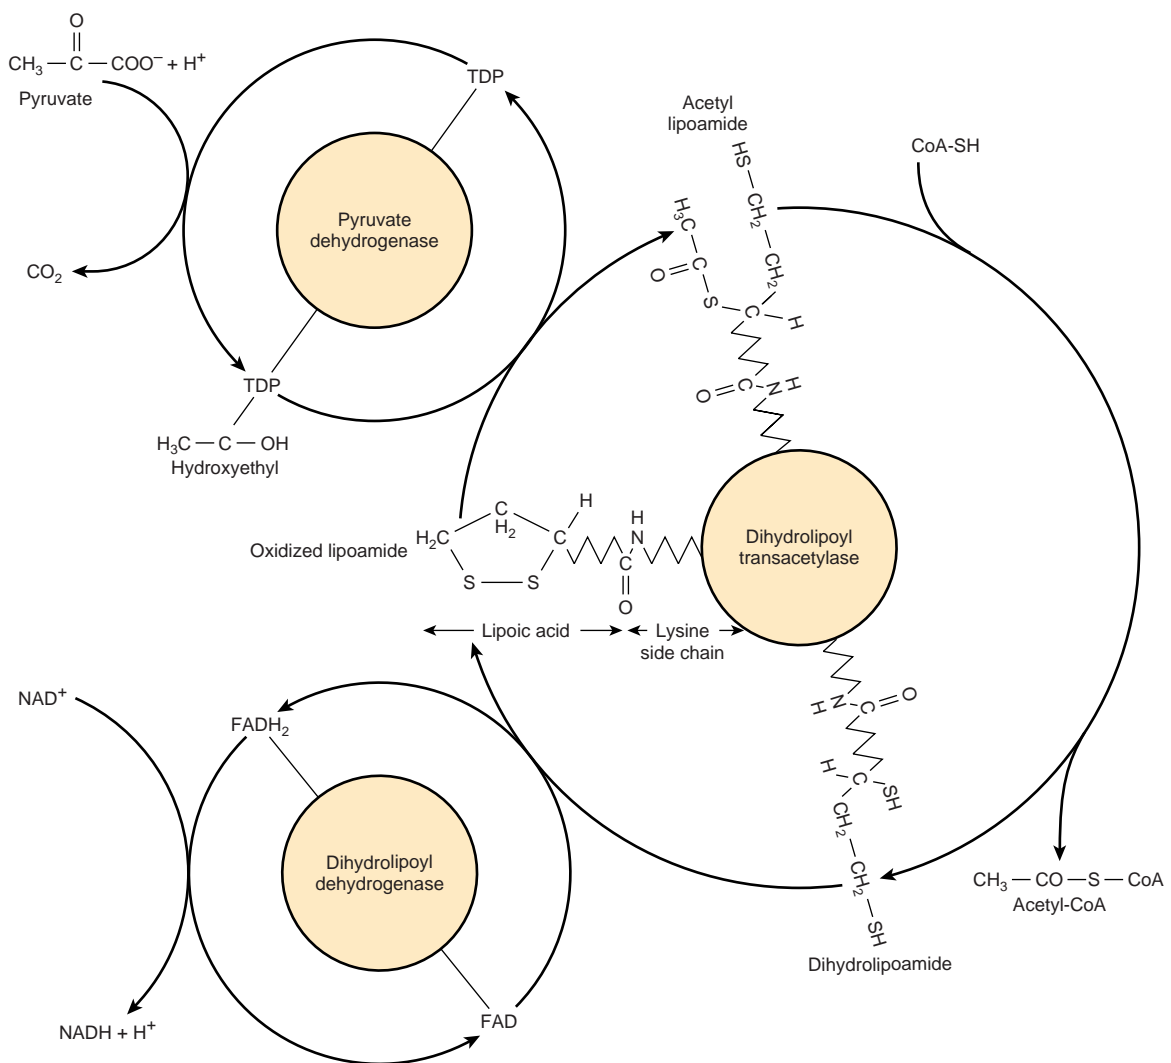 O
CH₃ — C — COO⁻ + H⁺
Pyruvate
TDP
Pyruvate
dehydrogenase
CO₂
TDP
H₃C — C — OH
Hydroxyethyl
Acetyl
lipoamide
HS
CH₂
CH₂
H₃C
C
O
S
C
H
O
C
N
H
CoA-SH
Oxidized lipoamide
H₂C
C
H₂
C
H
S — S
H
N
C
O
Lipoic acid
Lysine
side chain
Dihydrolipoyl
transacetylase
N
H
C
O
H
C
SH
CH₂
CH₂
SH
Dihydrolipoamide
CH₃ — CO — S — CoA
Acetyl-CoA
NAD⁺
FADH₂
Dihydrolipoyl
dehydrogenase
NADH + H⁺
FAD